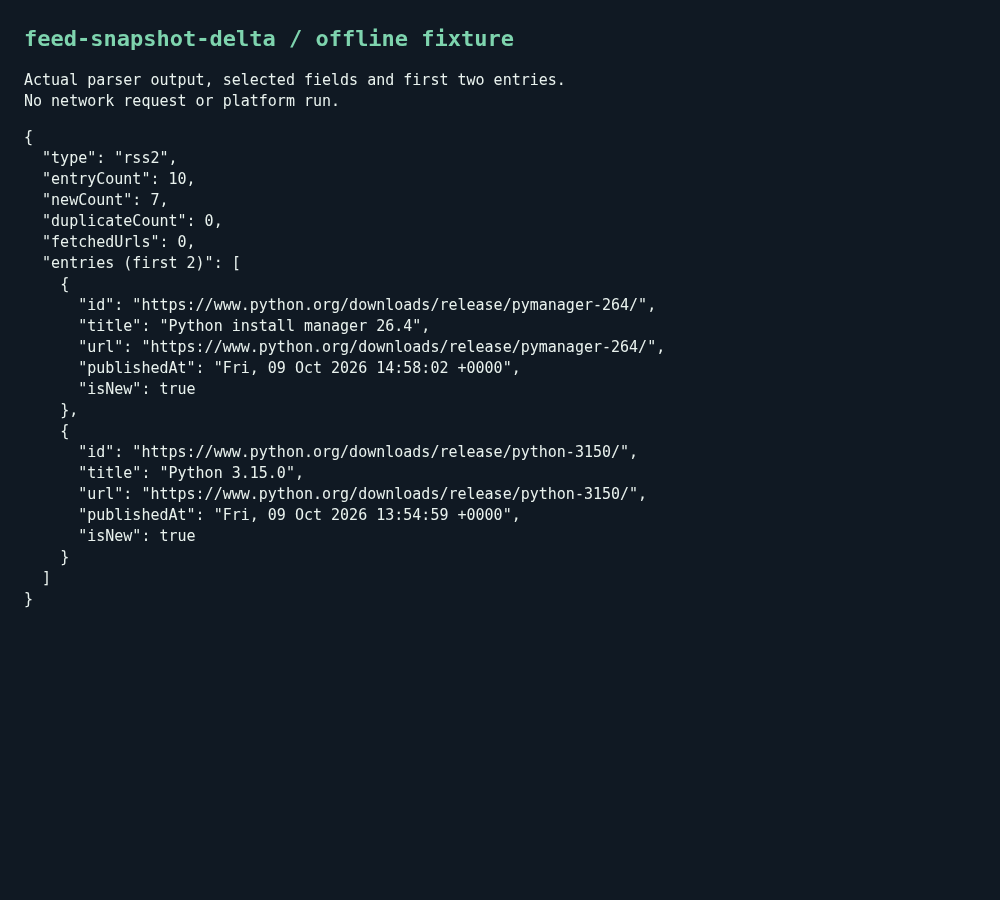 feed-snapshot-delta / offline fixture
Actual parser output, selected fields and first two entries.
No network request or platform run.
{
  "type": "rss2",
  "entryCount": 10,
  "newCount": 7,
  "duplicateCount": 0,
  "fetchedUrls": 0,
  "entries (first 2)": [
    {
      "id": "https://www.python.org/downloads/release/pymanager-264/",
      "title": "Python install manager 26.4",
      "url": "https://www.python.org/downloads/release/pymanager-264/",
      "publishedAt": "Fri, 09 Oct 2026 14:58:02 +0000",
      "isNew": true
    },
    {
      "id": "https://www.python.org/downloads/release/python-3150/",
      "title": "Python 3.15.0",
      "url": "https://www.python.org/downloads/release/python-3150/",
      "publishedAt": "Fri, 09 Oct 2026 13:54:59 +0000",
      "isNew": true
    }
  ]
}